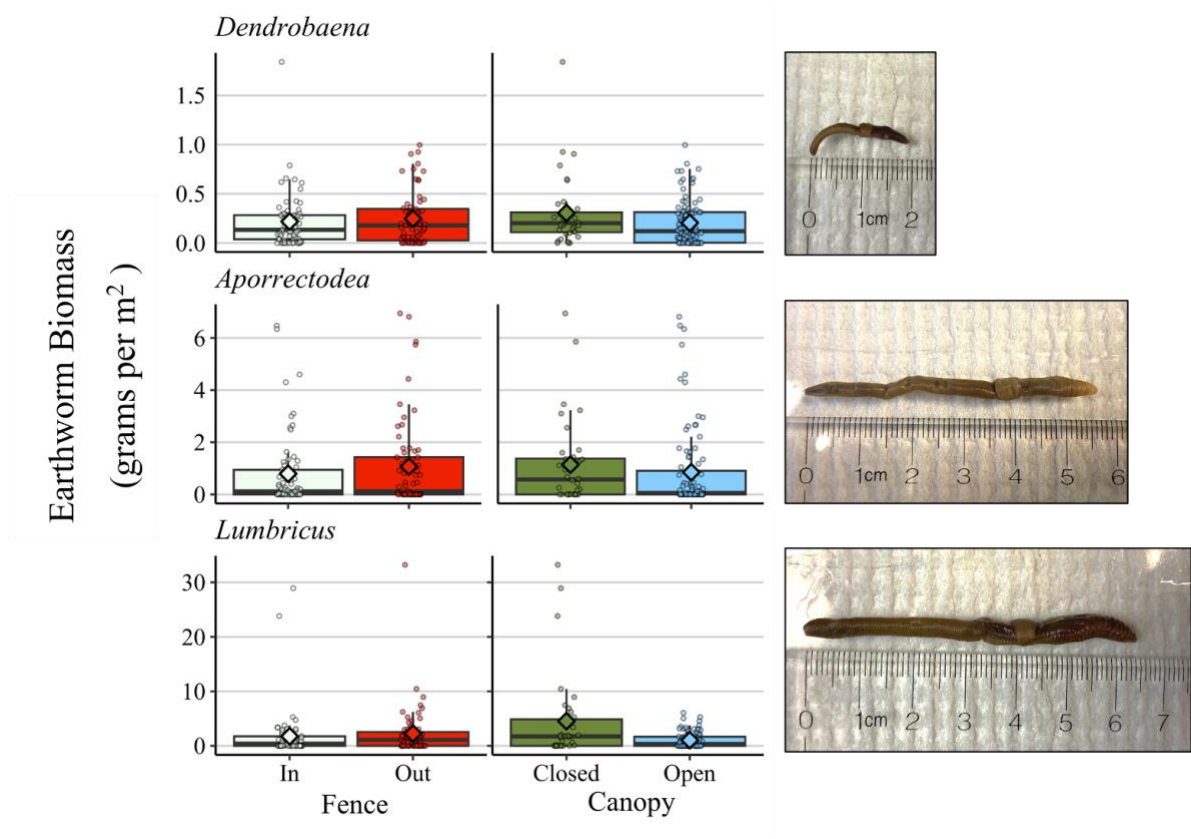 Dendrobaena
1.5
1.0
0.5
0.0
0 1cm 2
Earthworm Biomass
(grams per m²)
Aporrectodea
6
4
2
0
0 1cm 2 3 4 5 6
Lumbricus
30
20
10
0
0 1cm 2 3 4 5 6 7
In Out Closed Open
Fence Canopy